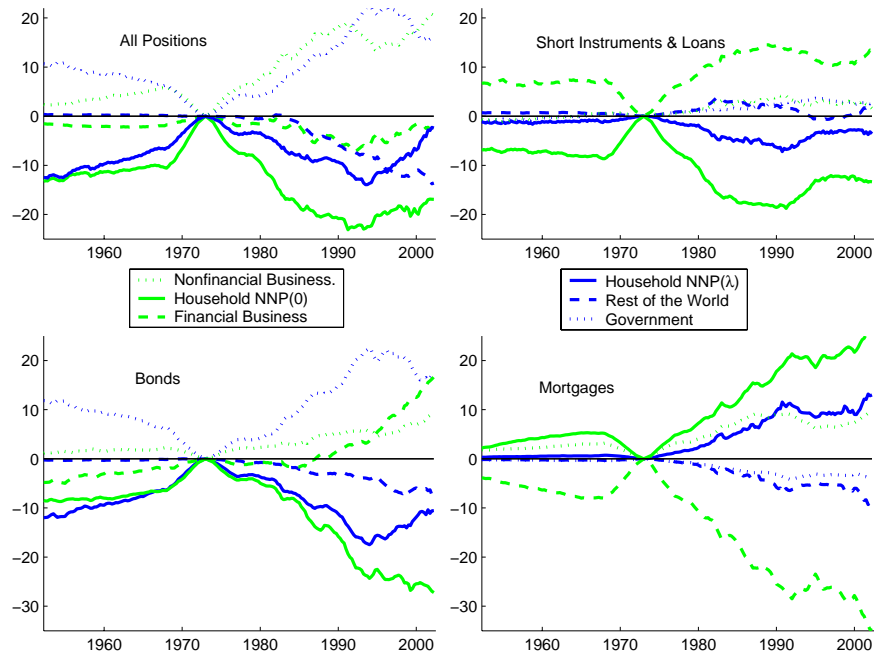 All Positions
20
10
0
−10
−20
1960 1970 1980 1990 2000
Short Instruments & Loans
20
10
0
−10
−20
1960 1970 1980 1990 2000
Nonfinancial Business.
Household NNP(0)
Financial Business
Household NNP(λ)
Rest of the World
Government
Bonds
20
10
0
−10
−20
−30
1960 1970 1980 1990 2000
Mortgages
20
10
0
−10
−20
−30
1960 1970 1980 1990 2000